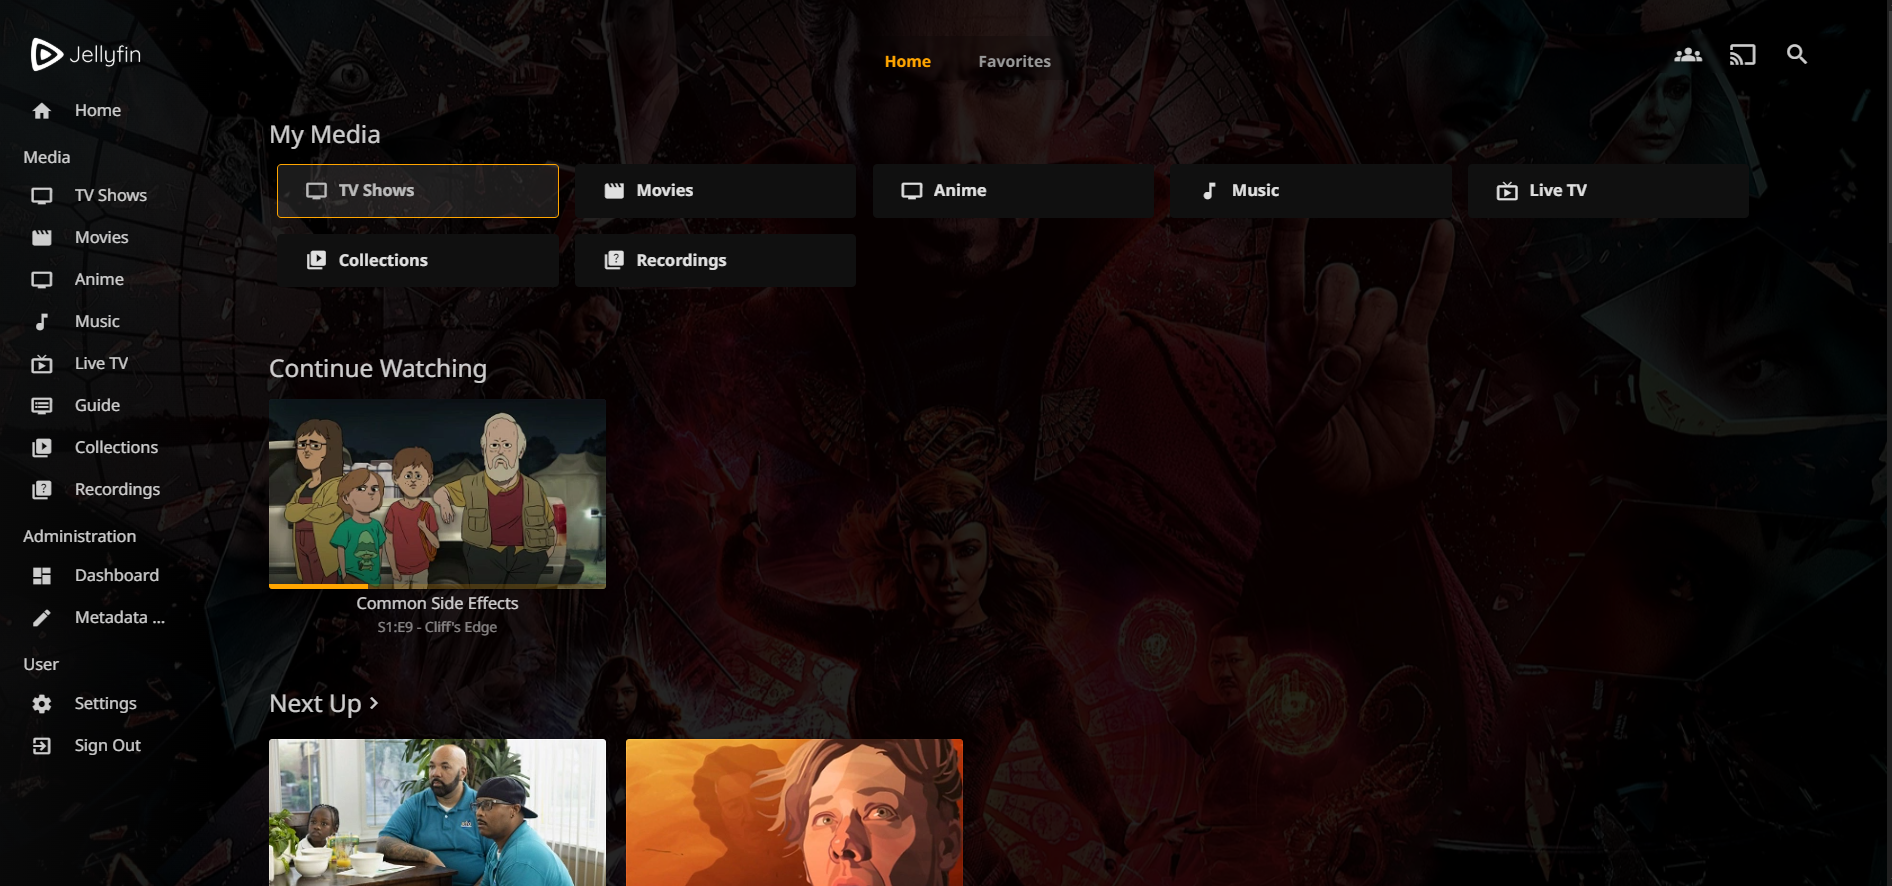 Jellyfin
Home
Media
TV Shows
Movies
Anime
Music
Live TV
Guide
Collections
Recordings
Administration
Dashboard
Metadata ...
User
Settings
Sign Out
Home Favorites
My Media
TV Shows Movies Anime Music Live TV
Collections Recordings
Continue Watching
Common Side Effects
S1:E9 - Cliff's Edge
Next Up